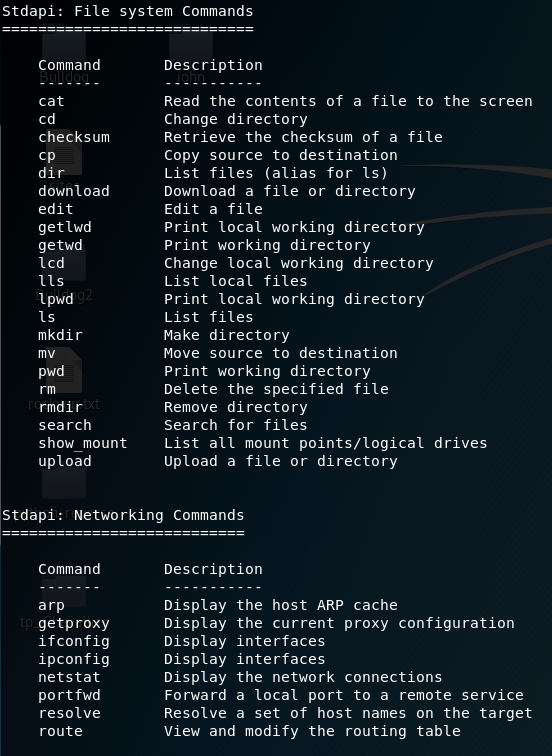 Stdapi: File system Commands
============================
Command Description
------- -----------
cat Read the contents of a file to the screen
cd Change directory
checksum Retrieve the checksum of a file
cp Copy source to destination
dir List files (alias for ls)
download Download a file or directory
edit Edit a file
getlwd Print local working directory
getwd Print working directory
lcd Change local working directory
lls List local files
lpwd Print local working directory
ls List files
mkdir Make directory
mv Move source to destination
pwd Print working directory
rm Delete the specified file
rmdir Remove directory
search Search for files
show_mount List all mount points/logical drives
upload Upload a file or directory
Stdapi: Networking Commands
===========================
Command Description
------- -----------
arp Display the host ARP cache
getproxy Display the current proxy configuration
ifconfig Display interfaces
ipconfig Display interfaces
netstat Display the network connections
portfwd Forward a local port to a remote service
resolve Resolve a set of host names on the target
route View and modify the routing table
Bulldog
john
Bulldog2